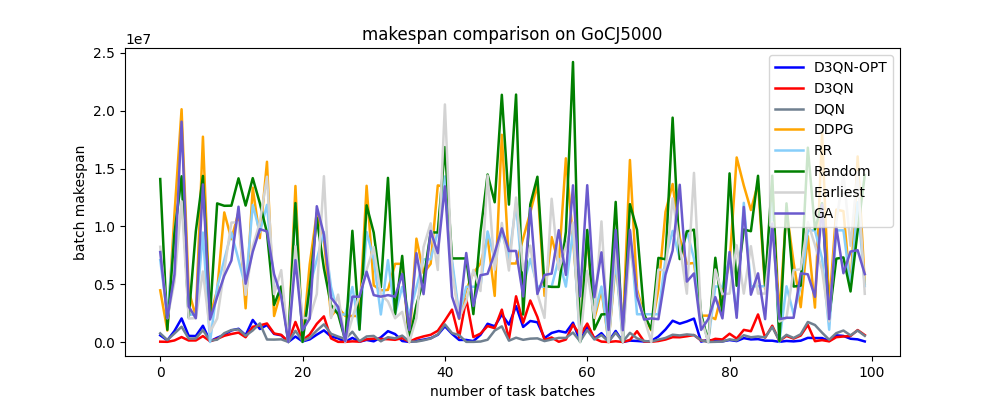 makespan comparison on GoCJ5000
1e7
2.5
2.0
1.5
1.0
0.5
0.0
batch makespan
0
20
40
60
80
100
number of task batches
D3QN-OPT
D3QN
DQN
DDPG
RR
Random
Earliest
GA